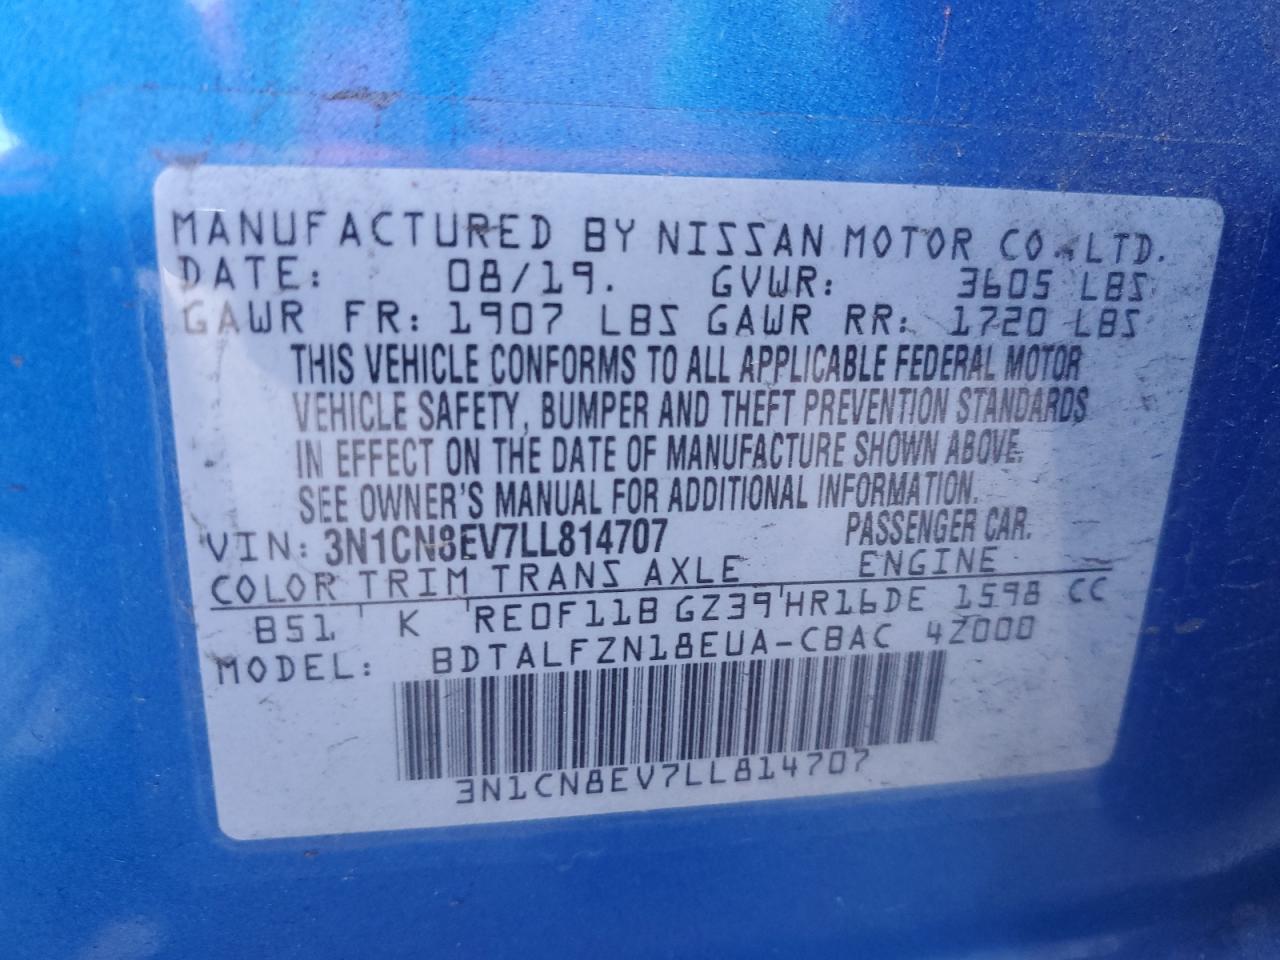 MANUFACTURED BY NISSAN MOTOR CO.,LTD.
DATE: 08/19. GVWR: 3605 LBS
GAWR FR: 1907 LBS GAWR RR: 1720 LBS
THIS VEHICLE CONFORMS TO ALL APPLICABLE FEDERAL MOTOR
VEHICLE SAFETY, BUMPER AND THEFT PREVENTION STANDARDS
IN EFFECT ON THE DATE OF MANUFACTURE SHOWN ABOVE.
SEE OWNER'S MANUAL FOR ADDITIONAL INFORMATION.
VIN: 3N1CN8EV7LL814707 PASSENGER CAR.
COLOR TRIM TRANS AXLE ENGINE
B51 K RE0F11B GZ39 HR16DE 1598 CC
MODEL: BDTALFZN18EUA-CBAC 4Z000
3N1CN8EV7LL814707